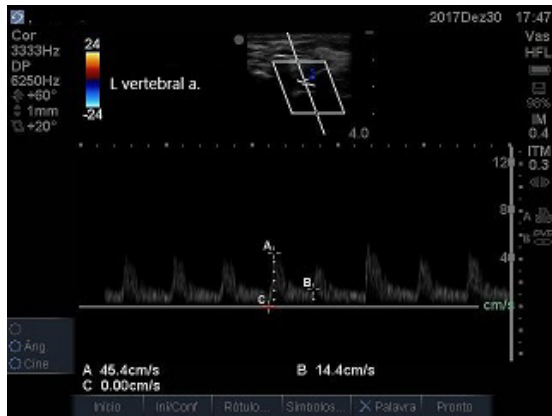 2017Dez30 17:47
Cor
3333Hz
DP
6250Hz
+60°
1mm
+20°
24
-24
L vertebral a.
4.0
Vas
HFL
98%
IM
0.4
ITM
0.3
A
B
120
80
40
cm/s
A
B
C
Âng.
Cine
A 45.4cm/s
B 14.4cm/s
C 0.00cm/s
Início
Ini/Conf
Rótulo...
Símbolos...
Palavra
Pronto